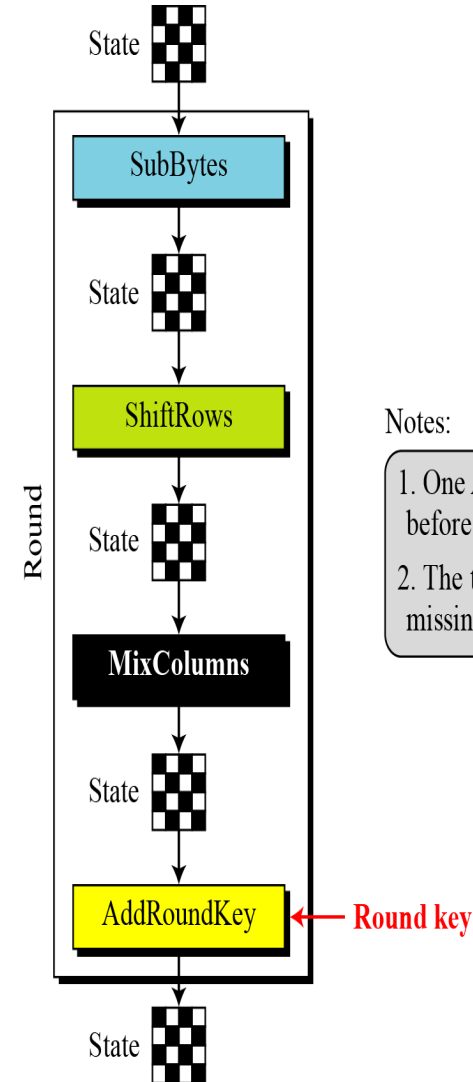 State
SubBytes
State
ShiftRows
Notes:
1. One
before
2. The
missin
Round
State
MixColumns
State
AddRoundKey
Round key
State